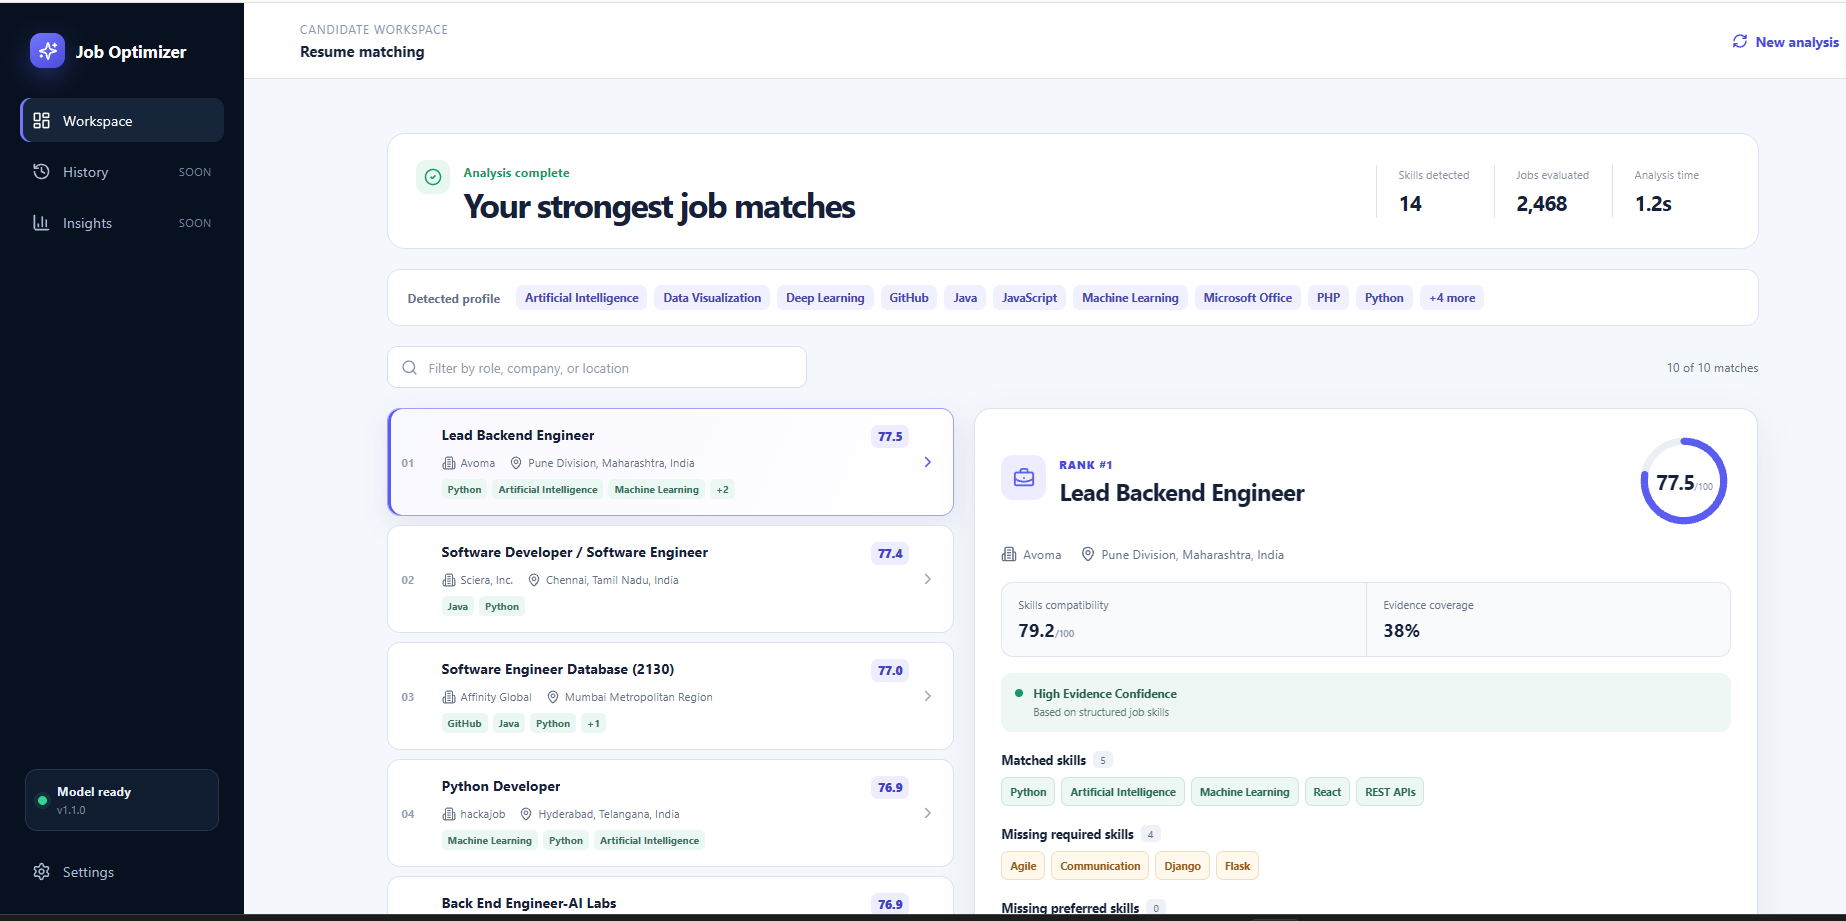 Job Optimizer
Workspace
History SOON
Insights SOON
Model ready
v1.1.0
Settings
CANDIDATE WORKSPACE
Resume matching
New analysis
Analysis complete
Your strongest job matches
Skills detected
14
Jobs evaluated
2,468
Analysis time
1.2s
Detected profile Artificial Intelligence Data Visualization Deep Learning GitHub Java JavaScript Machine Learning Microsoft Office PHP Python +4 more
Filter by role, company, or location
10 of 10 matches
01
Lead Backend Engineer 77.5
Avoma Pune Division, Maharashtra, India
Python Artificial Intelligence Machine Learning +2
02
Software Developer / Software Engineer 77.4
Sciera, Inc. Chennai, Tamil Nadu, India
Java Python
03
Software Engineer Database (2130) 77.0
Affinity Global Mumbai Metropolitan Region
GitHub Java Python +1
04
Python Developer 76.9
hackajob Hyderabad, Telangana, India
Machine Learning Python Artificial Intelligence
Back End Engineer-AI Labs 76.9
RANK #1
Lead Backend Engineer
77.5/100
Avoma Pune Division, Maharashtra, India
Skills compatibility
79.2/100
Evidence coverage
38%
High Evidence Confidence
Based on structured job skills
Matched skills 5
Python Artificial Intelligence Machine Learning React REST APIs
Missing required skills 4
Agile Communication Django Flask
Missing preferred skills 0